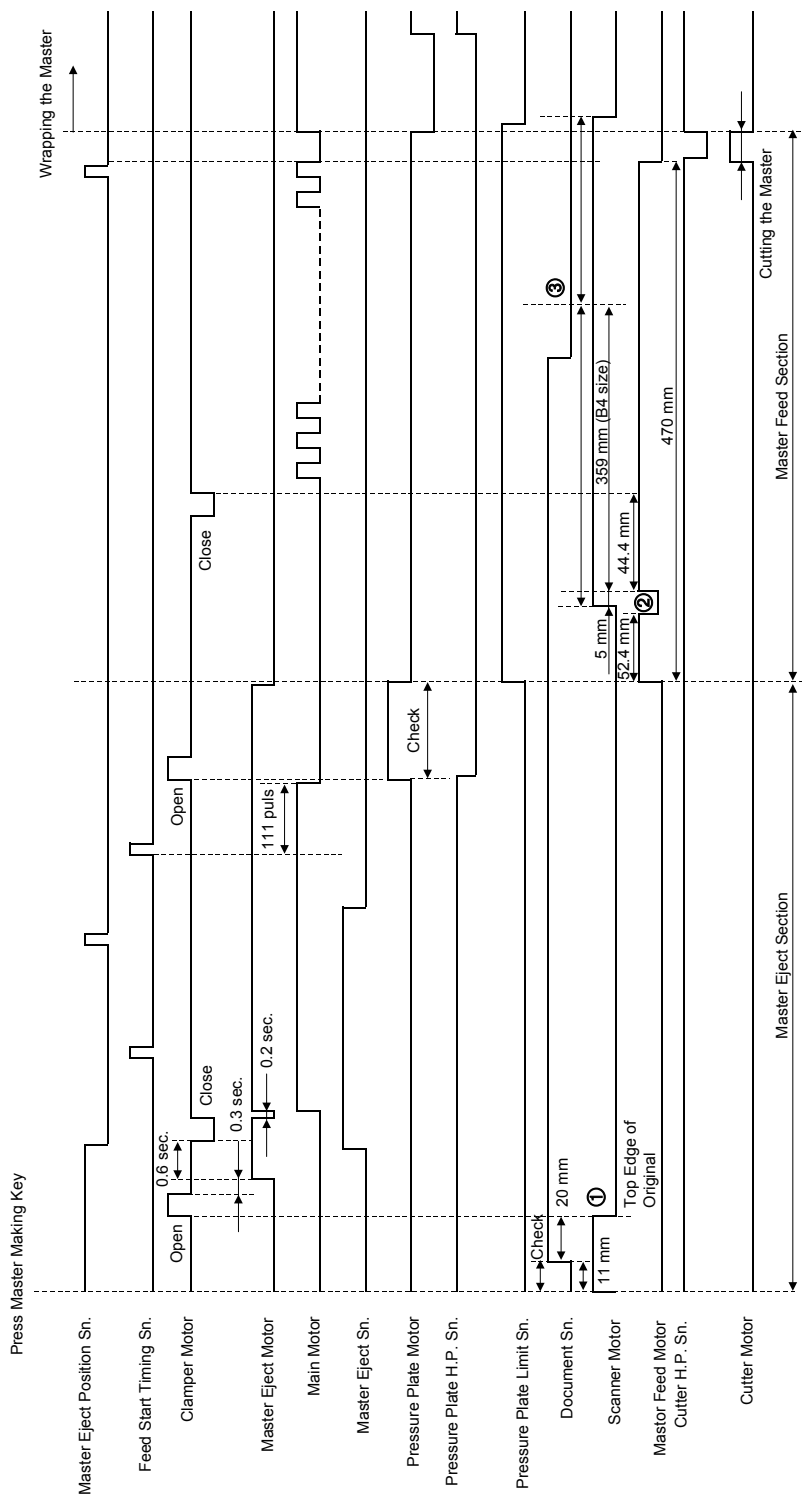 Press Master Making Key
Wrapping the Master
Master Eject Position Sn.
Feed Start Timing Sn.
Clamper Motor
Open
0.6 sec.
Close
Open
Close
Master Eject Motor
0.3 sec.
0.2 sec.
Main Motor
111 puls
Master Eject Sn.
Pressure Plate Motor
Check
Pressure Plate H.P. Sn.
Pressure Plate Limit Sn.
Check
Document Sn.
20 mm
③
Scanner Motor
11 mm
①
Top Edge of
Original
5 mm
359 mm (B4 size)
Mastor Feed Motor
52.4 mm
②
44.4 mm
Cutter H.P. Sn.
470 mm
Cutter Motor
Cutting the Master
Master Eject Section
Master Feed Section